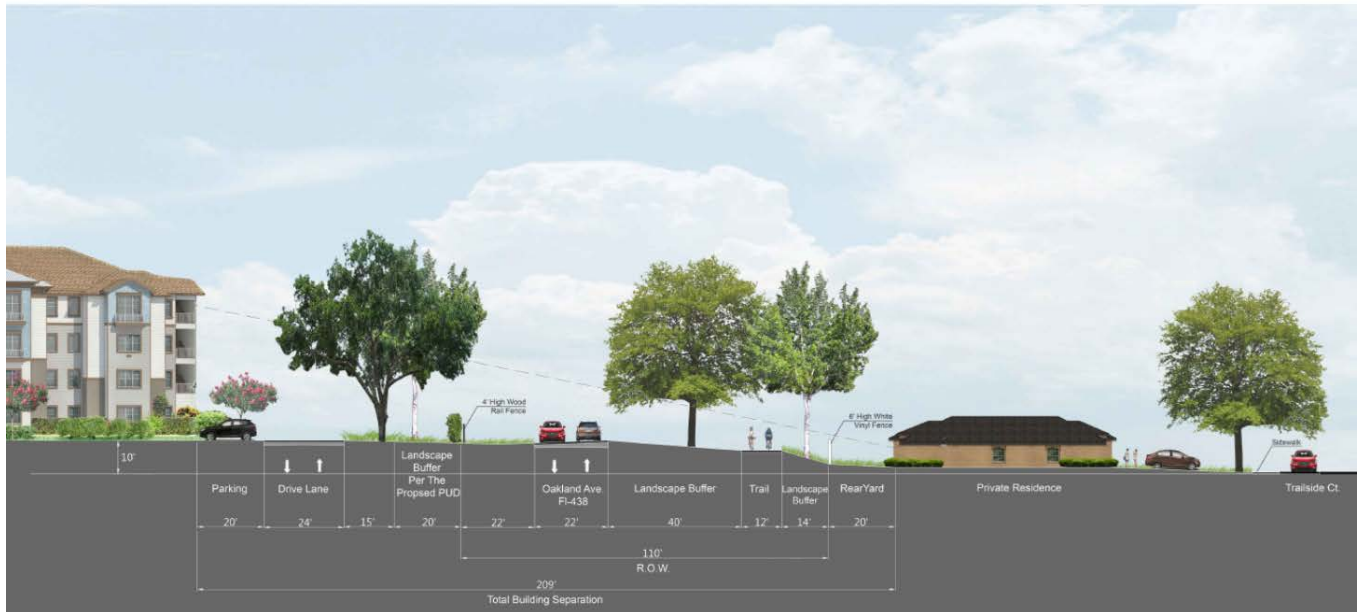 4' High Wood
Rail Fence
6' High White
Vinyl Fence
Sidewalk
10'
Parking
Drive Lane
Landscape
Buffer
Per The
Propsed PUD
Oakland Ave.
Fl-438
Landscape Buffer
Trail
Landscape
Buffer
RearYard
Private Residence
Trailside Ct.
20'
24'
15'
20'
22'
22'
40'
12'
14'
20'
110'
R.O.W.
209'
Total Building Separation